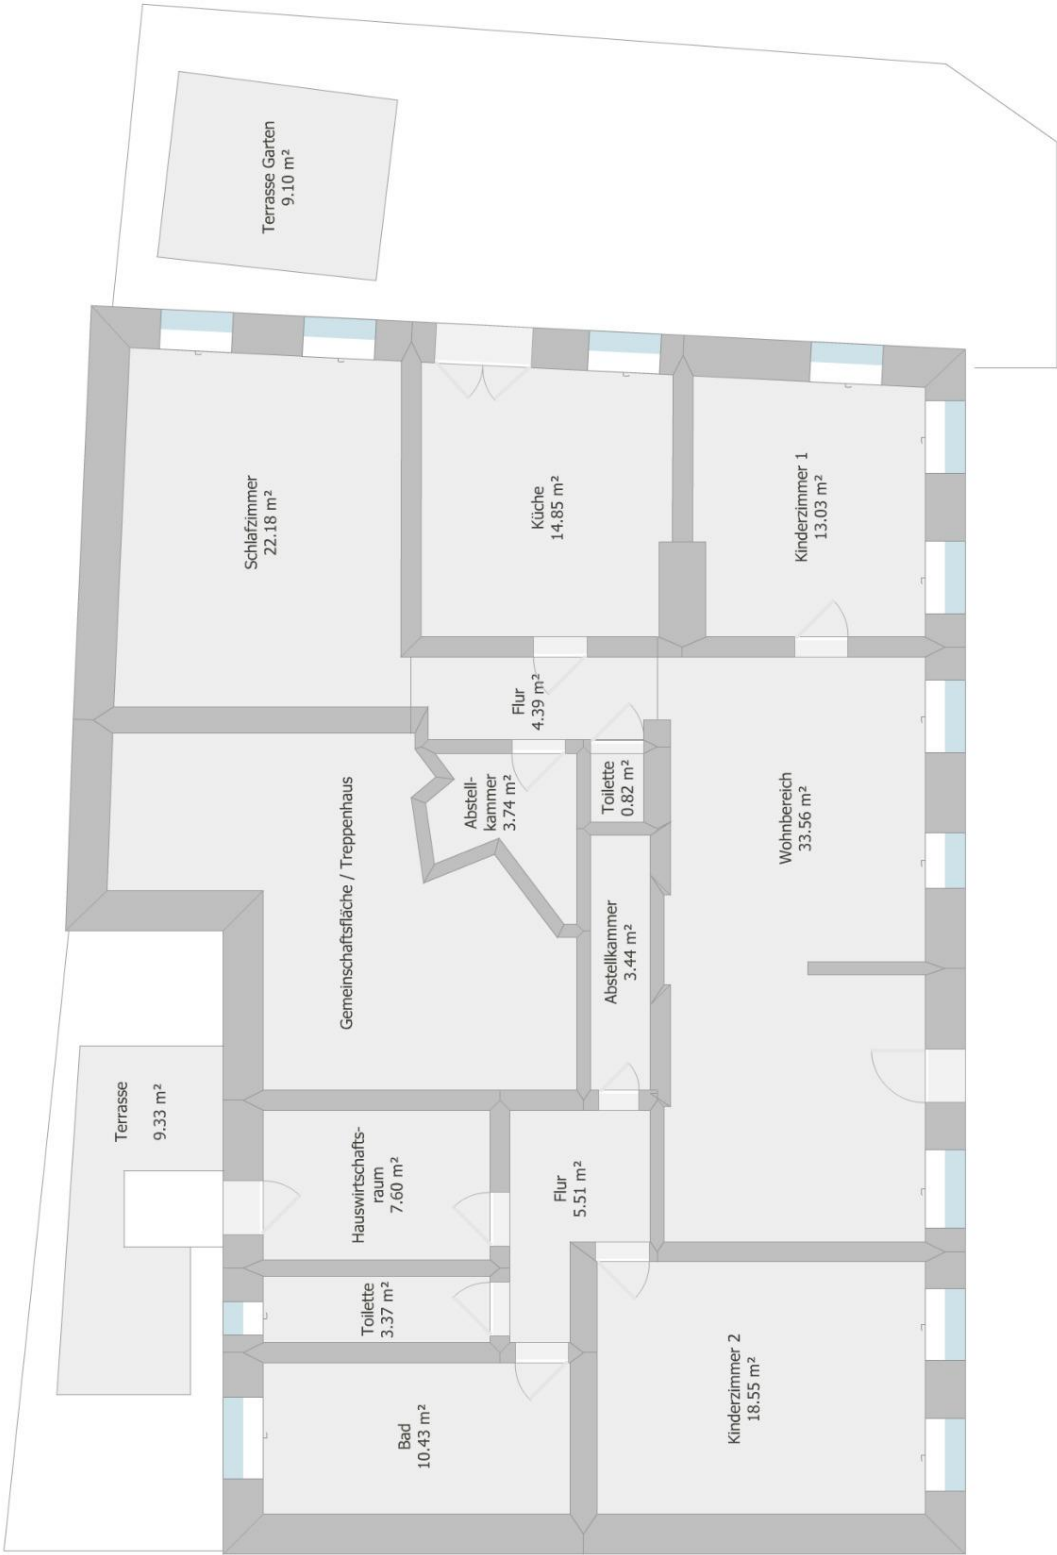 Terrasse Garten
9.10 m²
Schlafzimmer
22.18 m²
Küche
14.85 m²
Kinderzimmer 1
13.03 m²
Flur
4.39 m²
Abstell-
kammer
3.74 m²
Toilette
0.82 m²
Gemeinschaftsfläche / Treppenhaus
Wohnbereich
33.56 m²
Abstellkammer
3.44 m²
Terrasse
9.33 m²
Hauswirtschafts-
raum
7.60 m²
Flur
5.51 m²
Toilette
3.37 m²
Bad
10.43 m²
Kinderzimmer 2
18.55 m²